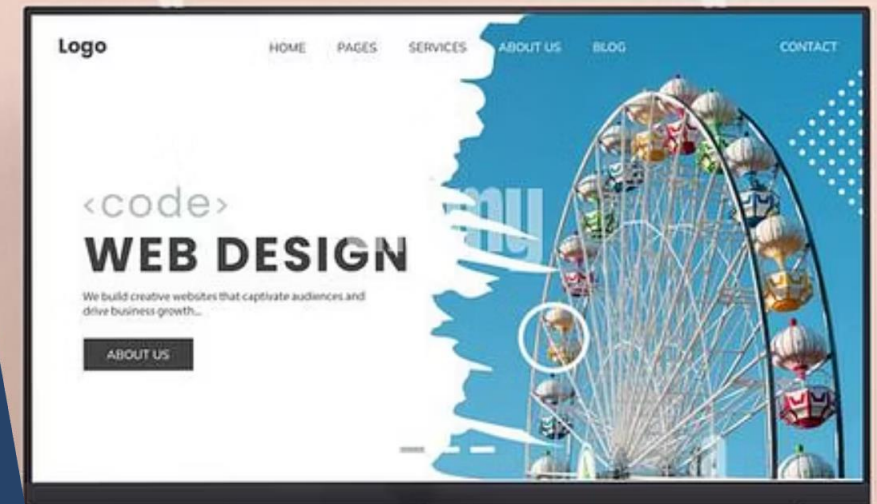 Logo
HOME PAGES SERVICES ABOUT US BLOG CONTACT
<code>
WEB DESIGN
We build creative websites that captivate audiences and
drive business growth...
ABOUT US